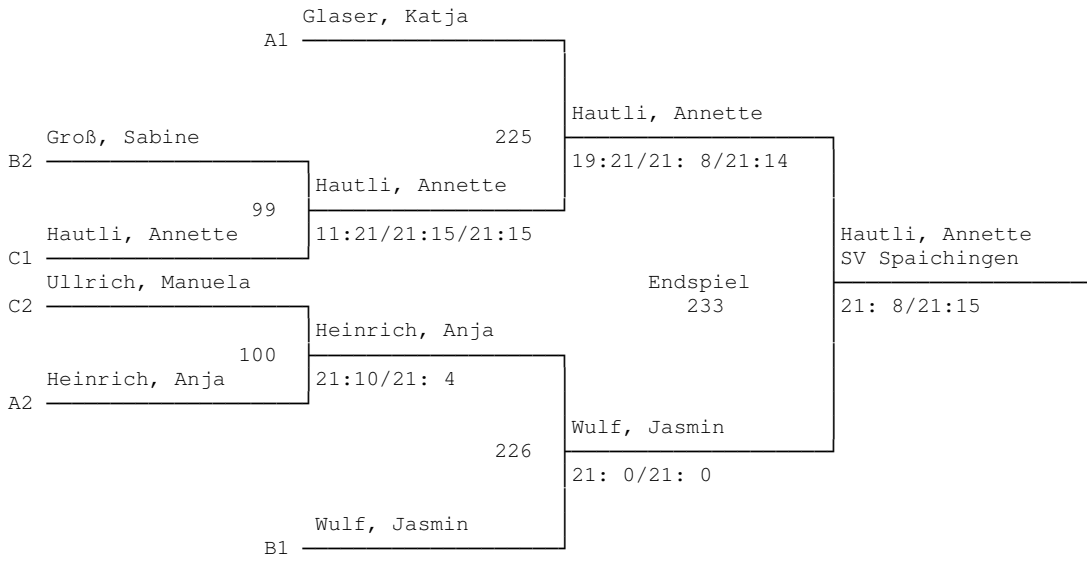 Glaser, Katja
A1
Hautli, Annette
Groß, Sabine
225
B2
19:21/21: 8/21:14
Hautli, Annette
99
Hautli, Annette
11:21/21:15/21:15
Hautli, Annette
C1
SV Spaichingen
Ullrich, Manuela
Endspiel
C2
233
21: 8/21:15
Heinrich, Anja
100
Heinrich, Anja
21:10/21: 4
A2
Wulf, Jasmin
226
21: 0/21: 0
Wulf, Jasmin
B1